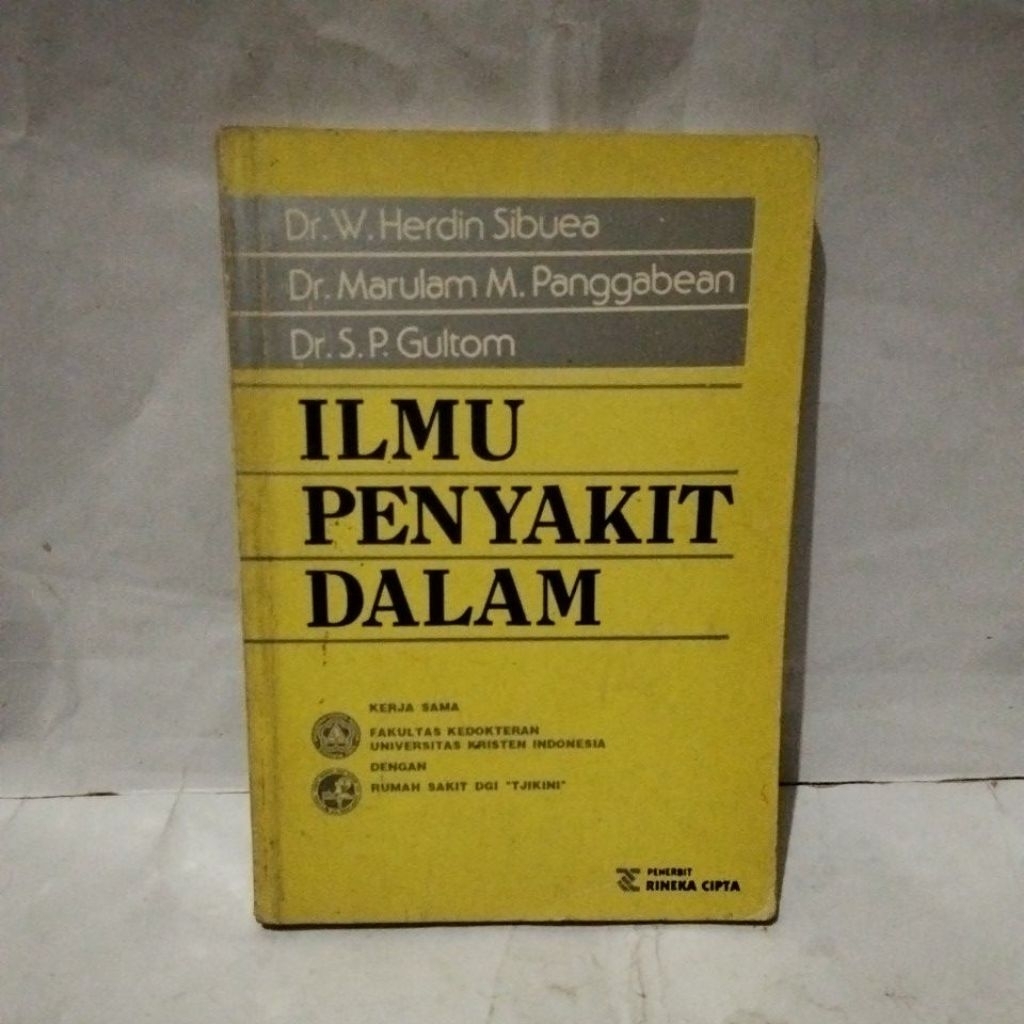 Dr. W. Herdin Sibuea
Dr. Marulam M. Panggabean
Dr. S. P. Gultom
ILMU
PENYAKIT
DALAM
KERJA SAMA
FAKULTAS KEDOKTERAN
UNIVERSITAS KRISTEN INDONESIA
DENGAN
RUMAH SAKIT DGI "TJIKINI"
PENERBIT
RINEKA CIPTA